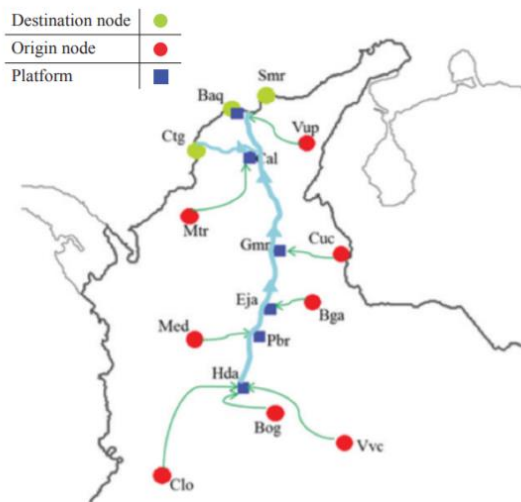 Destination node
Origin node
Platform
Smr
Baq
Vup
Ctg
Cal
Mtr
Gmr
Cuc
Eja
Bga
Med
Pbr
Hda
Bog
Vvc
Clo